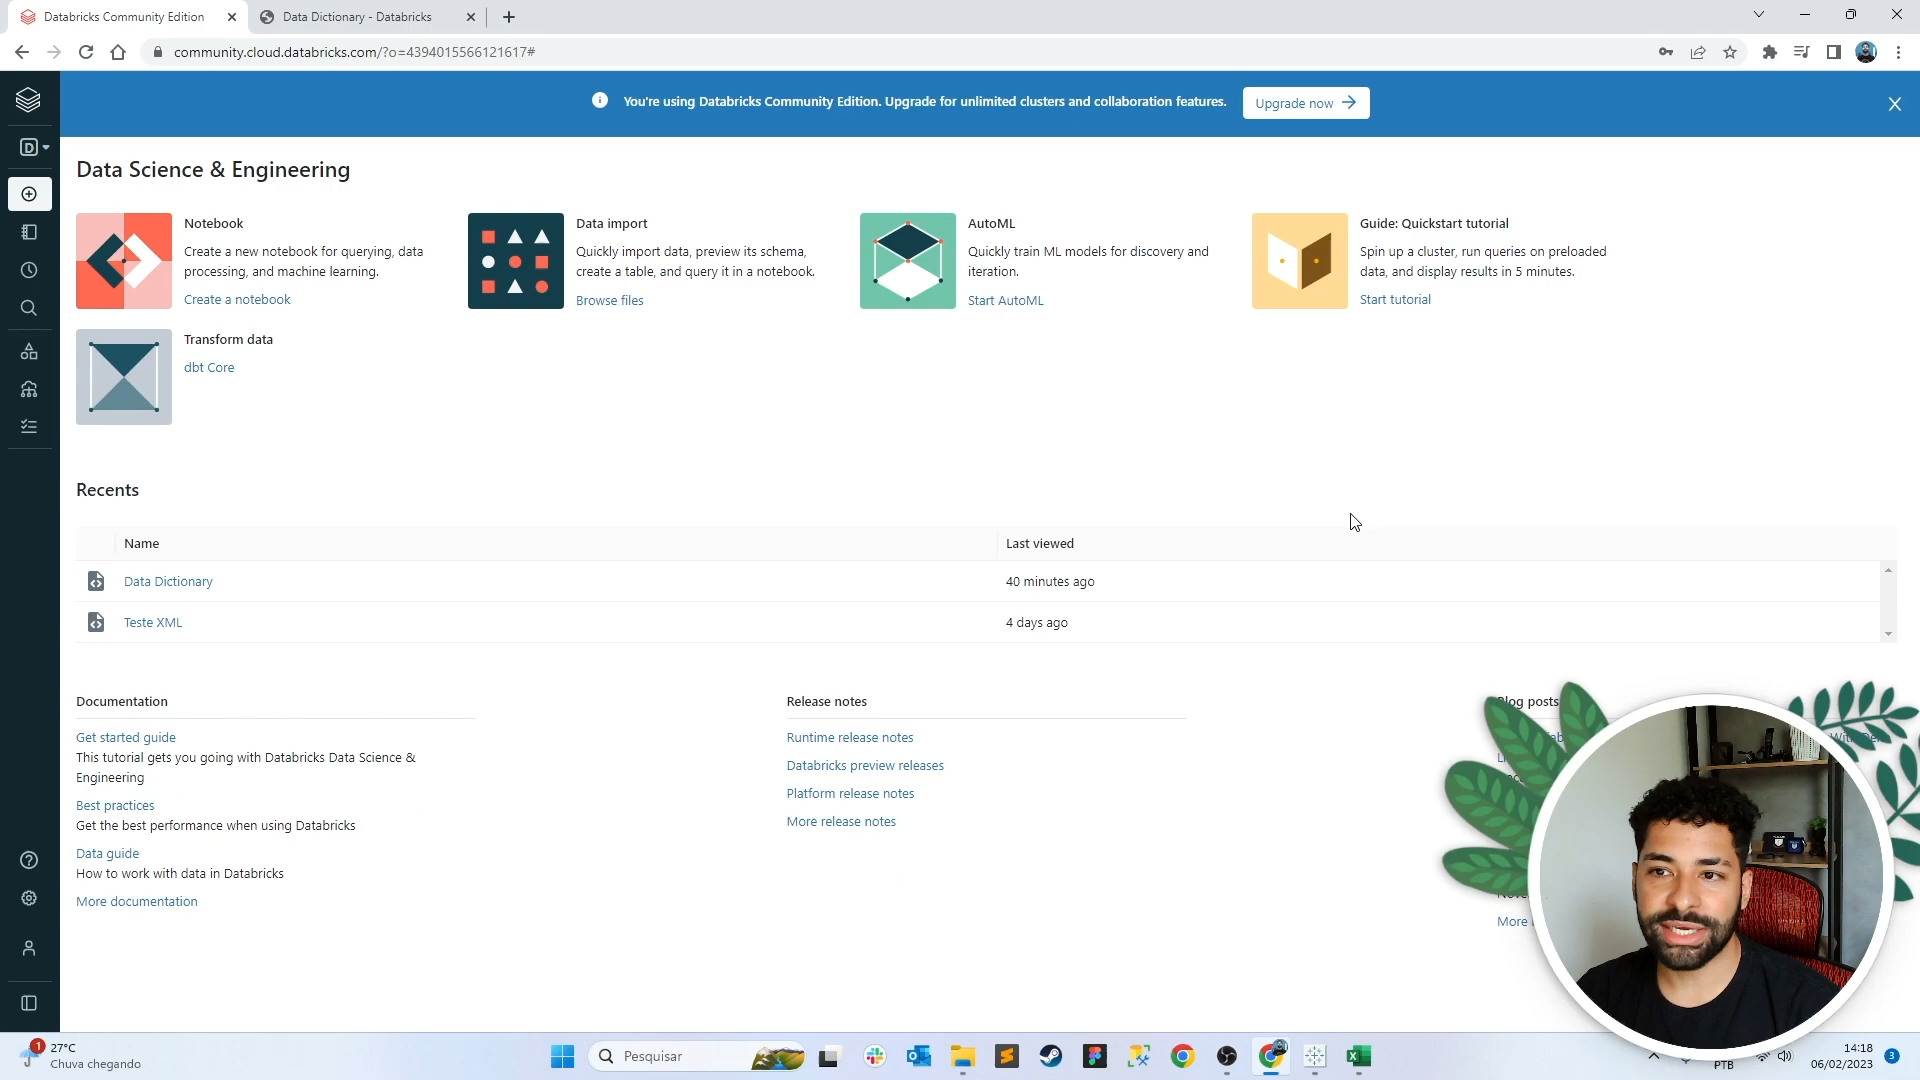 Databricks Community Edition
Data Dictionary - Databricks
community.cloud.databricks.com/?o=4394015566121617#
You're using Databricks Community Edition. Upgrade for unlimited clusters and collaboration features.
Upgrade now
D
Data Science & Engineering
Notebook
Create a new notebook for querying, data
processing, and machine learning.
Create a notebook
Data import
Quickly import data, preview its schema,
create a table, and query it in a notebook.
Browse files
AutoML
Quickly train ML models for discovery and
iteration.
Start AutoML
Guide: Quickstart tutorial
Spin up a cluster, run queries on preloaded
data, and display results in 5 minutes.
Start tutorial
Transform data
dbt Core
Recents
Name
Last viewed
Data Dictionary
40 minutes ago
Teste XML
4 days ago
Documentation
Get started guide
This tutorial gets you going with Databricks Data Science &
Engineering
Best practices
Get the best performance when using Databricks
Data guide
How to work with data in Databricks
More documentation
Release notes
Runtime release notes
Databricks preview releases
Platform release notes
More release notes
Blog posts
More
1
27°C
Chuva chegando
Pesquisar
PTB
14:18
06/02/2023
3